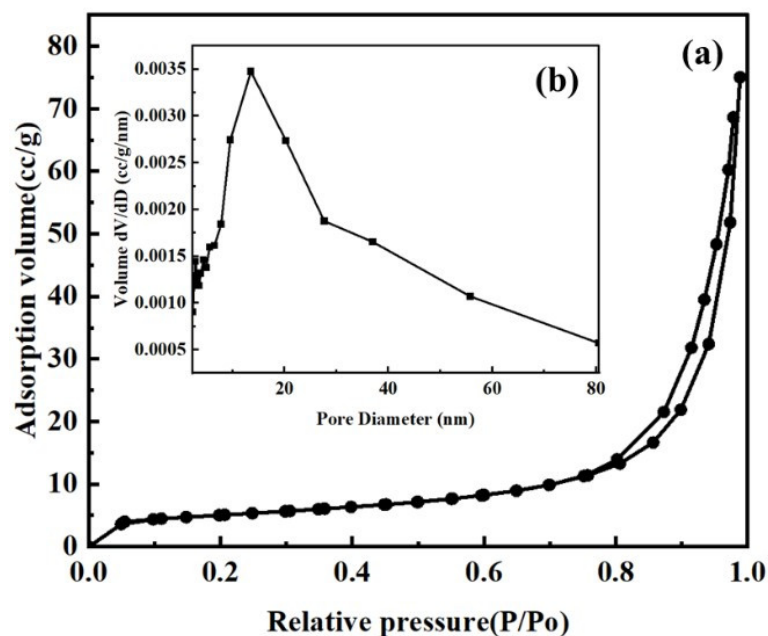 (a)
80
70
60
50
40
30
20
10
0
Adsorption volume(cc/g)
0.0 0.2 0.4 0.6 0.8 1.0
Relative pressure(P/Po)
(b)
0.0035
0.0030
0.0025
0.0020
0.0015
0.0010
0.0005
Volume dV/dD (cc/g/nm)
20 40 60 80
Pore Diameter (nm)